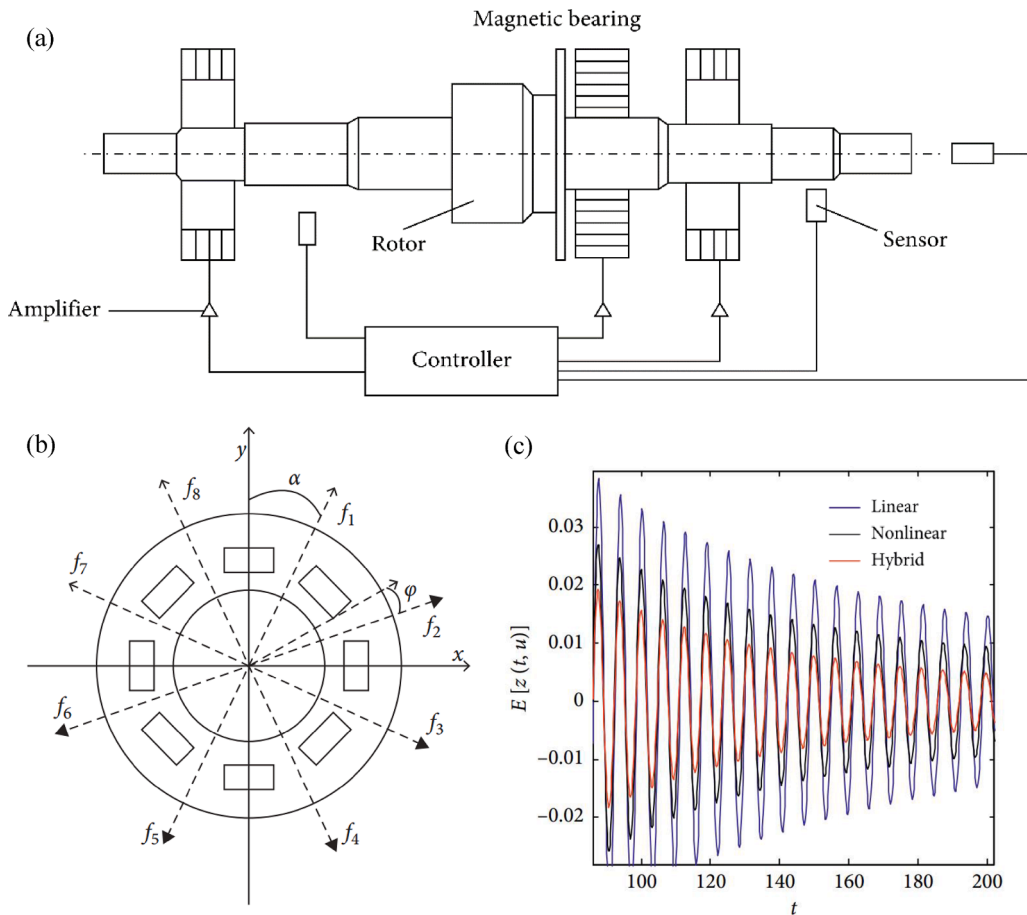 (a)
Magnetic bearing
Rotor
Sensor
Amplifier
Controller
(b)
y
α
f8
f1
f7
φ
f2
x
f6
f3
f5
f4
(c)
Linear
Nonlinear
Hybrid
0.03
0.02
0.01
0
−0.01
−0.02
E [z (t, u)]
100 120 140 160 180 200
t